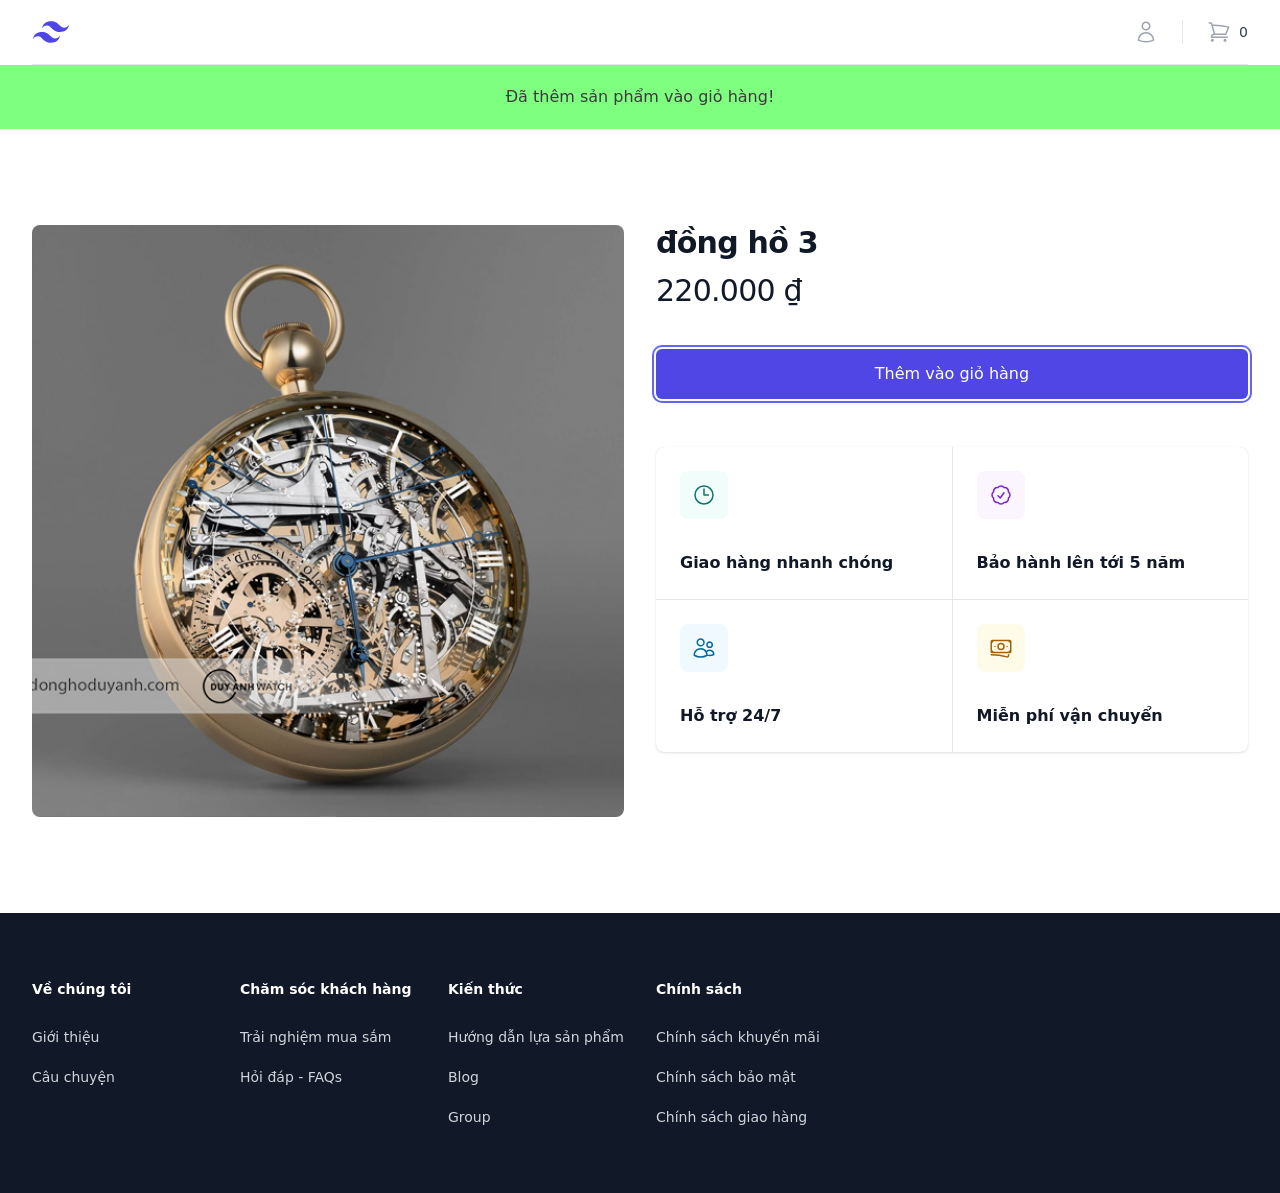 0
Đã thêm sản phẩm vào giỏ hàng!
đồng hồ 3
220.000 ₫
Thêm vào giỏ hàng
Giao hàng nhanh chóng
Bảo hành lên tới 5 năm
Hỗ trợ 24/7
Miễn phí vận chuyển
donghoduyanh.com
DUY ANH WATCH
Về chúng tôi
Giới thiệu
Câu chuyện
Chăm sóc khách hàng
Trải nghiệm mua sắm
Hỏi đáp - FAQs
Kiến thức
Hướng dẫn lựa sản phẩm
Blog
Group
Chính sách
Chính sách khuyến mãi
Chính sách bảo mật
Chính sách giao hàng